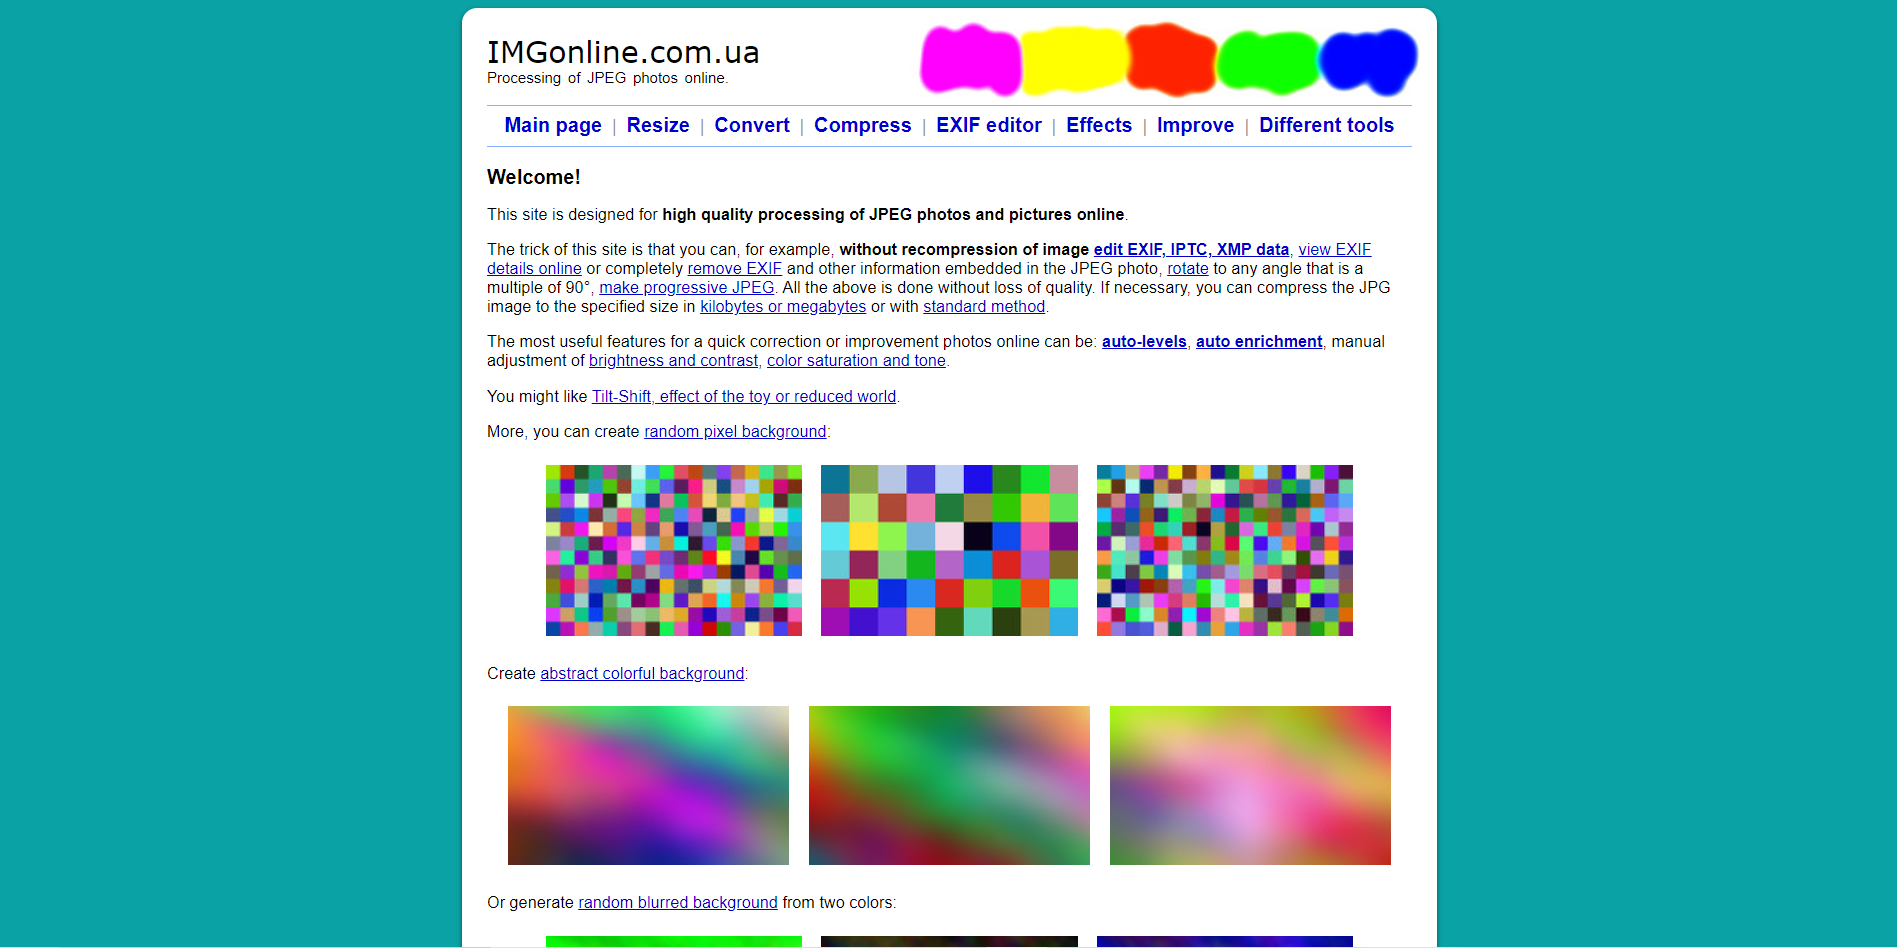 IMGonline.com.ua
Processing of JPEG photos online.
Main page | Resize | Convert | Compress | EXIF editor | Effects | Improve | Different tools
Welcome!
This site is designed for high quality processing of JPEG photos and pictures online.
The trick of this site is that you can, for example, without recompression of image edit EXIF, IPTC, XMP data, view EXIF
details online or completely remove EXIF and other information embedded in the JPEG photo, rotate to any angle that is a
multiple of 90°, make progressive JPEG. All the above is done without loss of quality. If necessary, you can compress the JPG
image to the specified size in kilobytes or megabytes or with standard method.
The most useful features for a quick correction or improvement photos online can be: auto-levels, auto enrichment, manual
adjustment of brightness and contrast, color saturation and tone.
You might like Tilt-Shift, effect of the toy or reduced world.
More, you can create random pixel background:
Create abstract colorful background:
Or generate random blurred background from two colors: